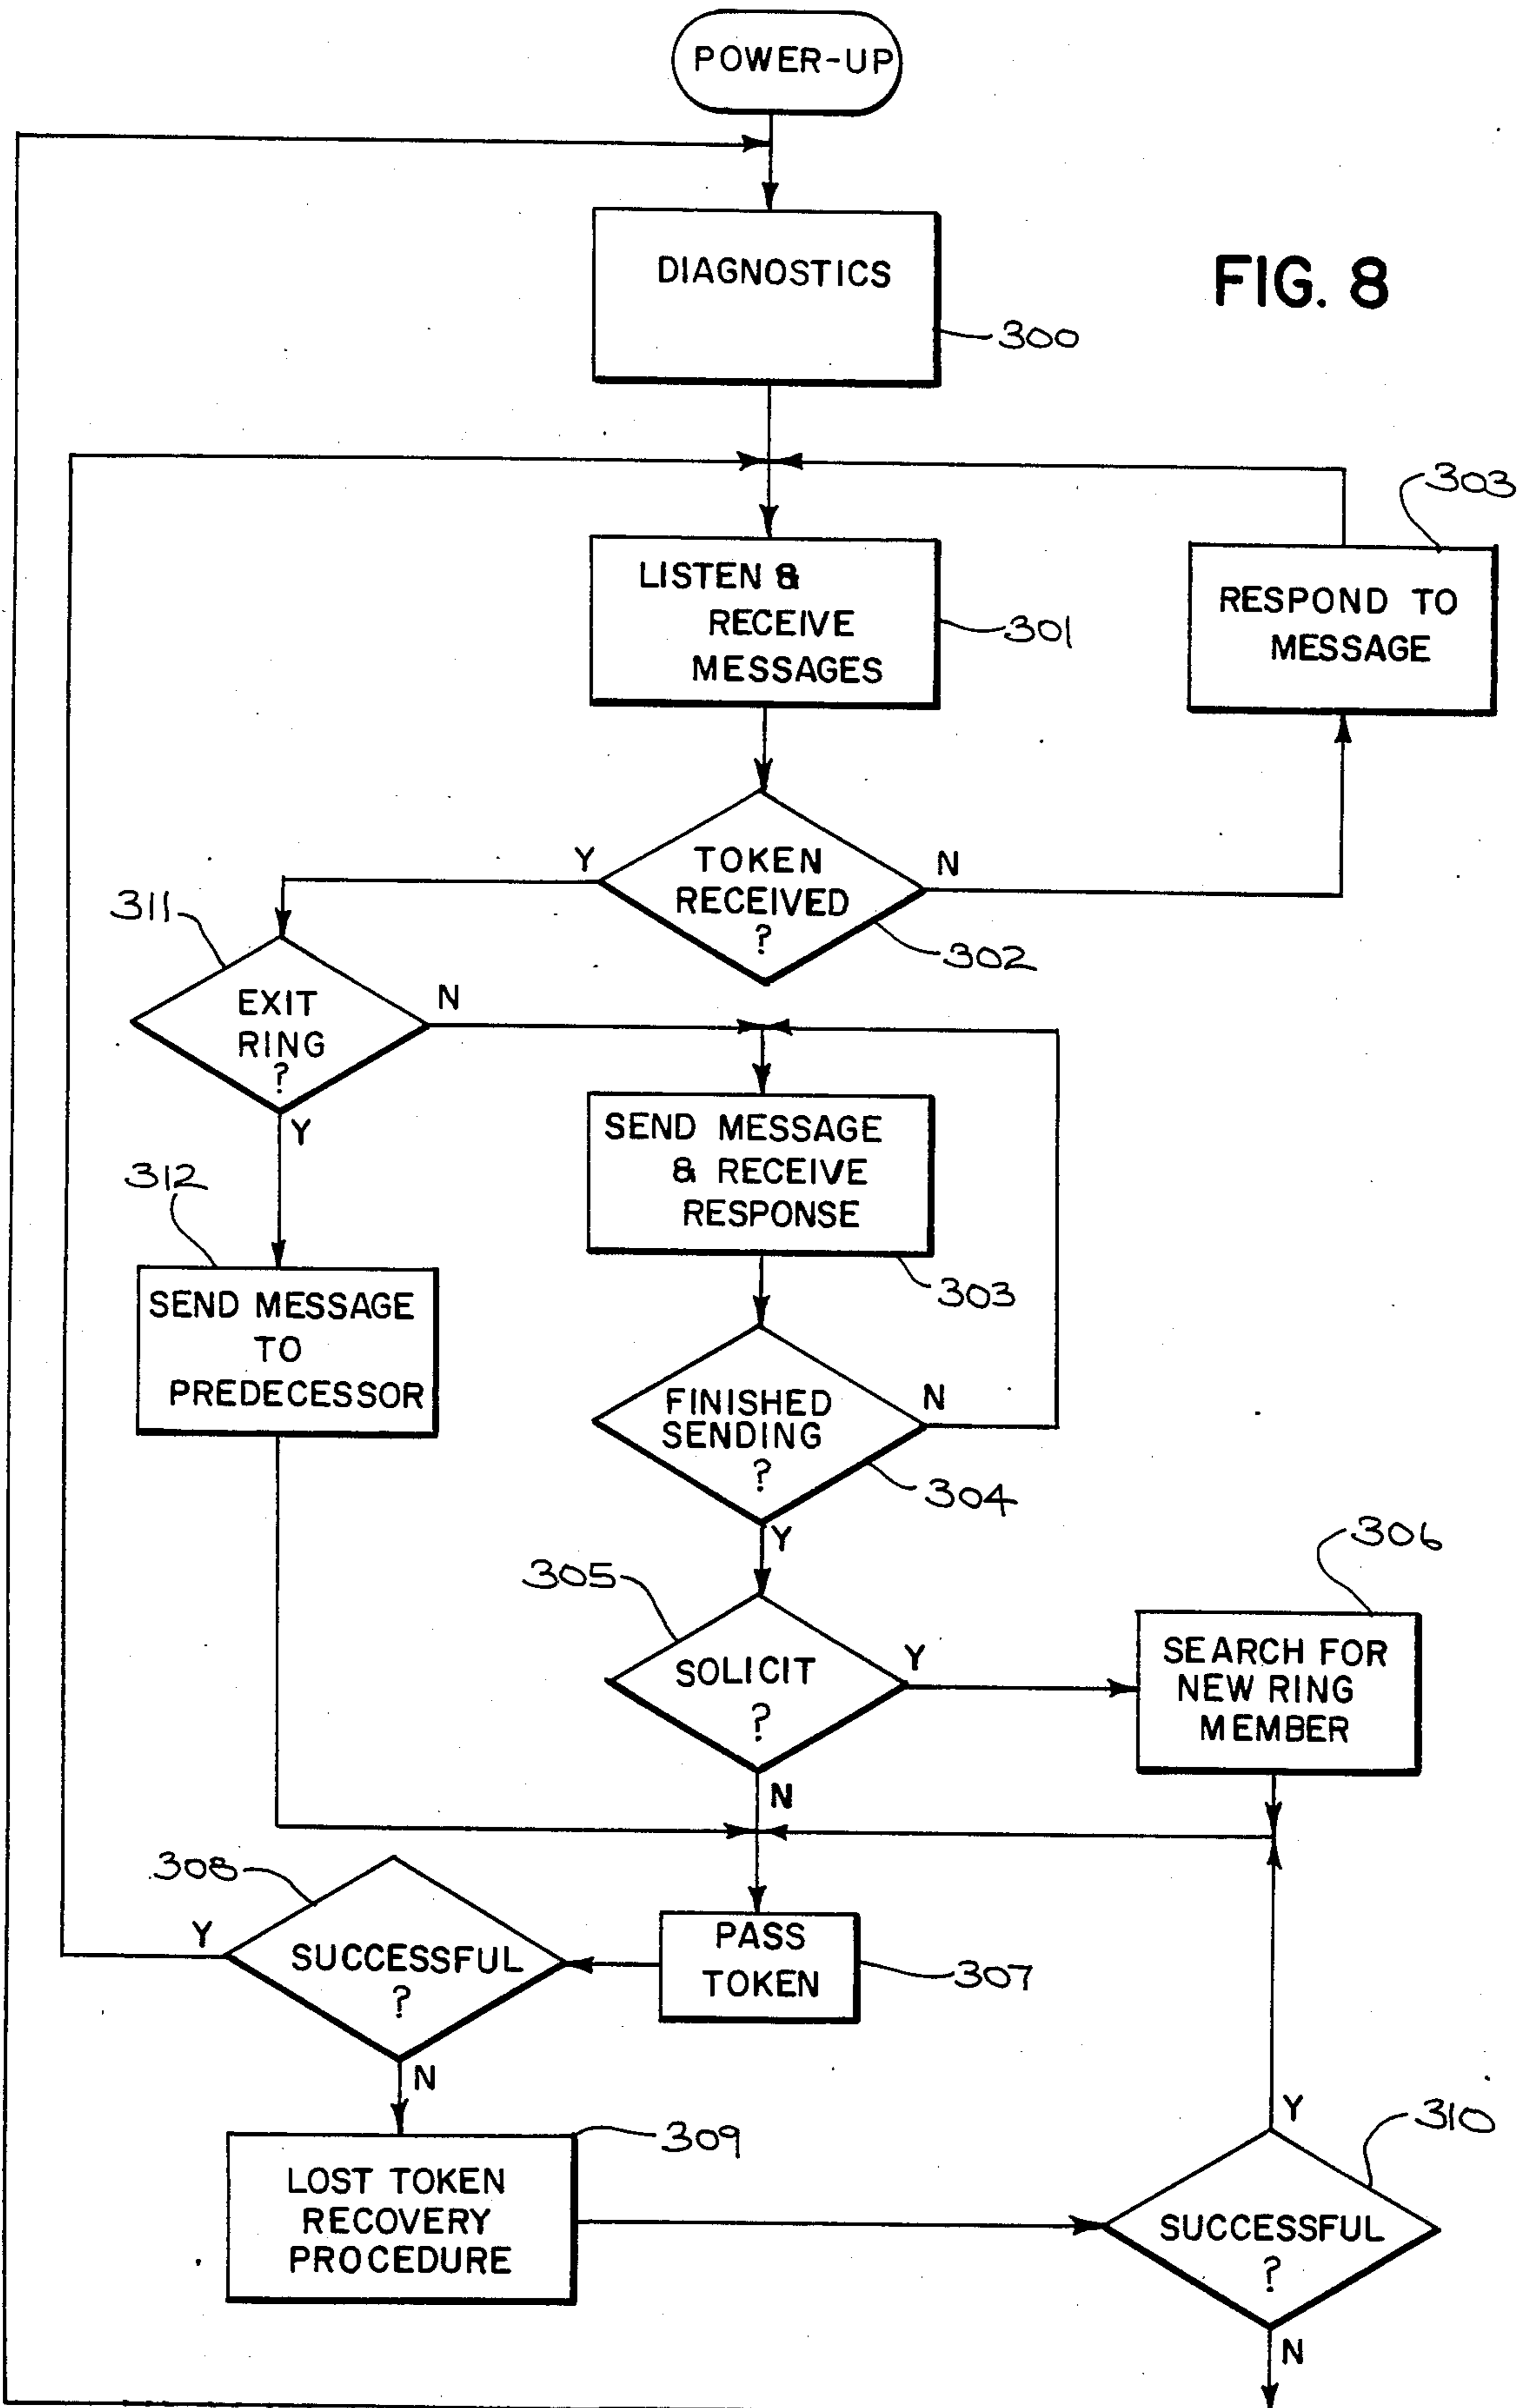 POWER-UP
DIAGNOSTICS
FIG. 8
300
303
LISTEN &
RECEIVE
MESSAGES
301
RESPOND TO
MESSAGE
Y
TOKEN
RECEIVED
?
N
302
311
EXIT
RING
?
N
Y
312
SEND MESSAGE
& RECEIVE
RESPONSE
303
SEND MESSAGE
TO
PREDECESSOR
FINISHED
SENDING
?
N
304
Y
305
306
SOLICIT
?
Y
N
SEARCH FOR
NEW RING
MEMBER
308
Y
SUCCESSFUL
?
N
PASS
TOKEN
307
309
LOST TOKEN
RECOVERY
PROCEDURE
Y
310
SUCCESSFUL
?
N